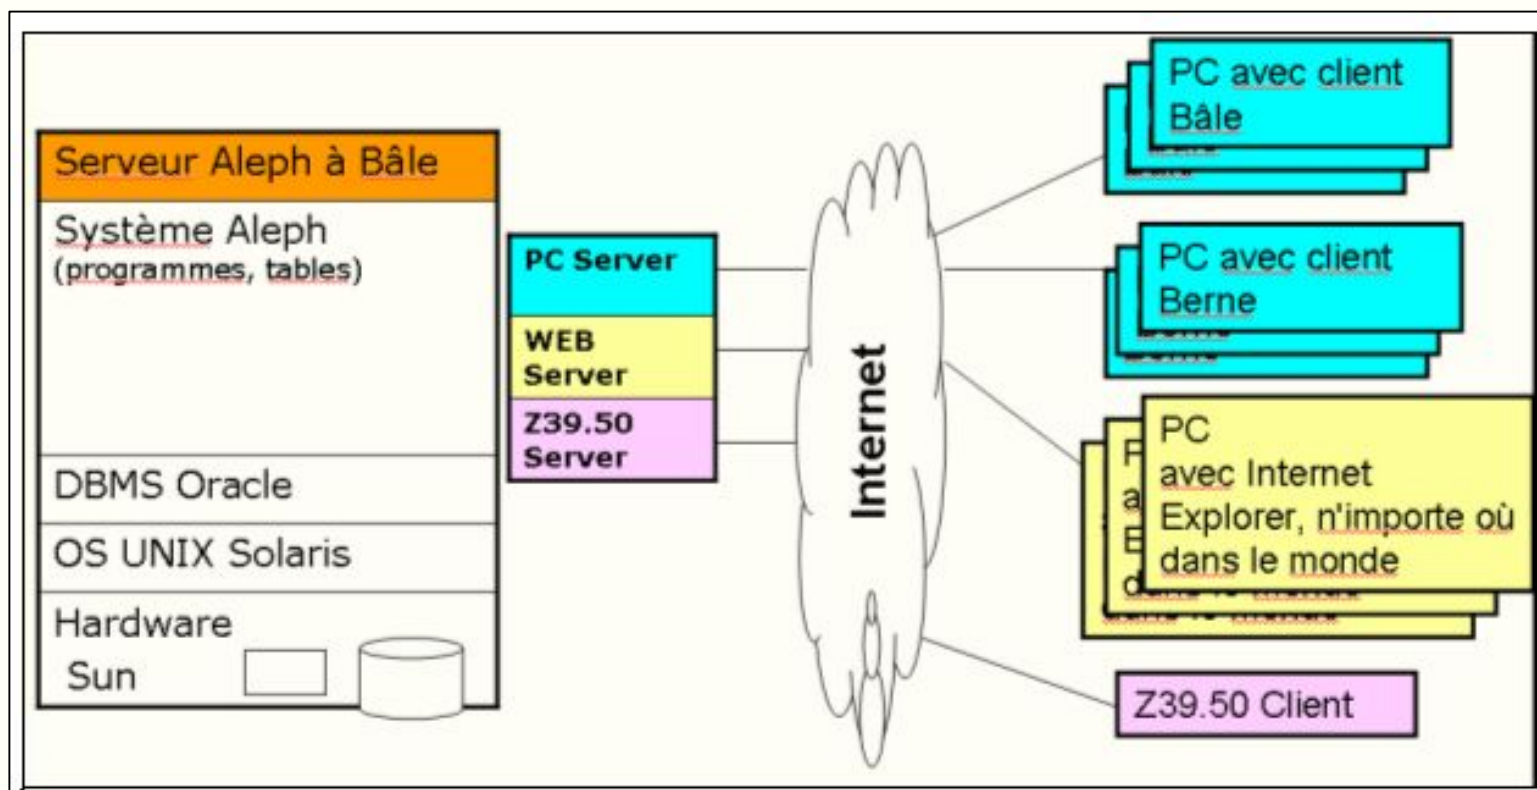 Serveur Aleph à Bâle
Système Aleph
(programmes, tables)
DBMS Oracle
OS UNIX Solaris
Hardware
Sun
PC Server
WEB
Server
Z39.50
Server
Internet
PC avec client
Bâle
PC avec client
Berne
PC
avec Internet
Explorer, n'importe où
dans le monde
Z39.50 Client